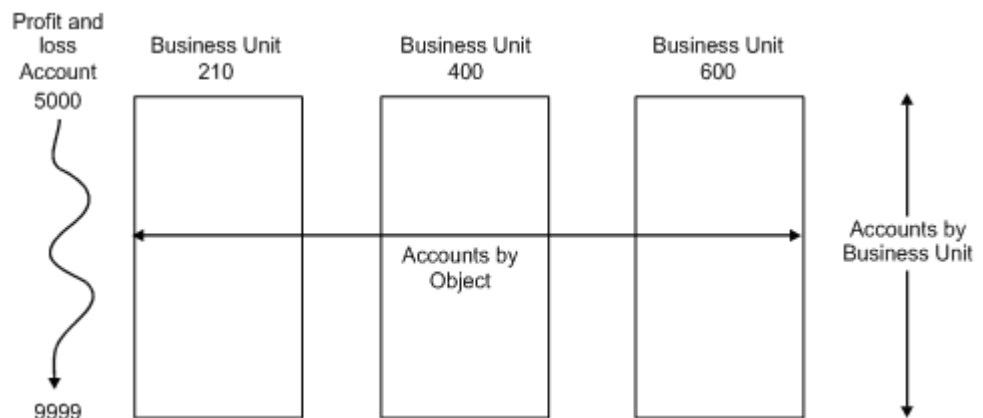 Profit and
loss
Account
5000
Business Unit
210
Business Unit
400
Business Unit
600
Accounts by
Object
Accounts by
Business Unit
9999